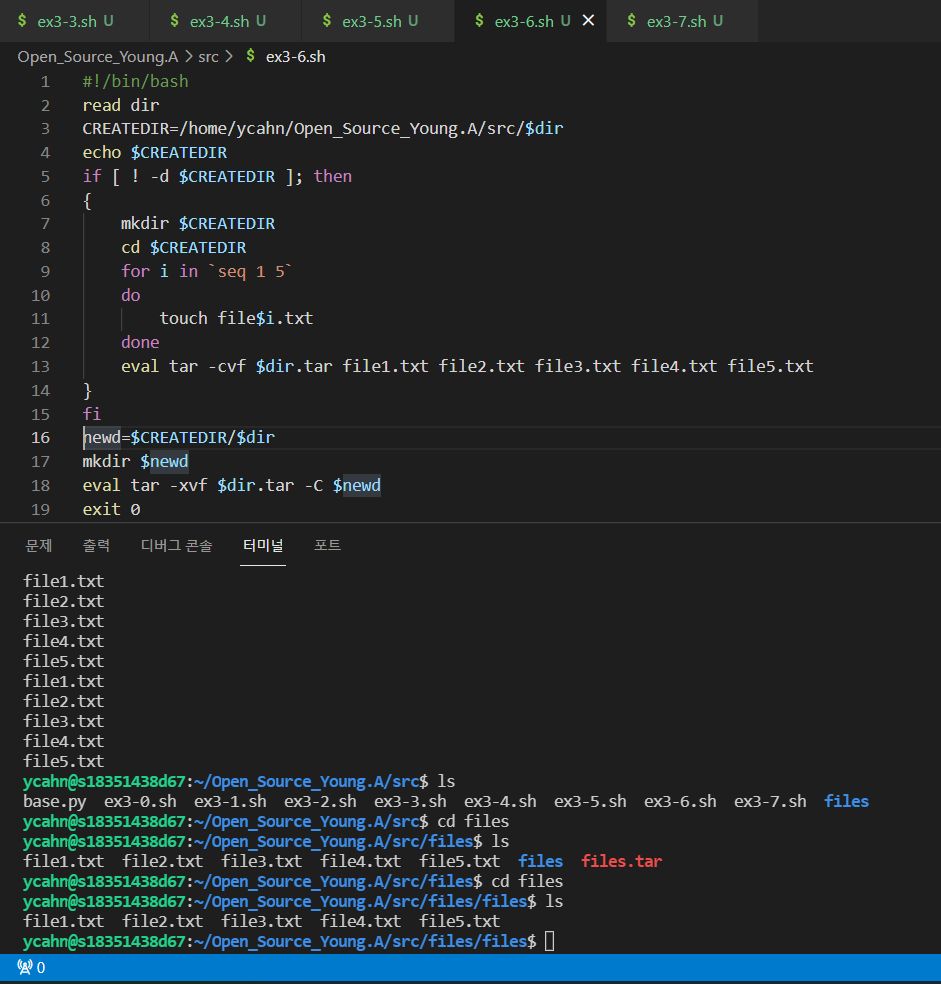 $ ex3-3.sh U $ ex3-4.sh U $ ex3-5.sh U $ ex3-6.sh U × $ ex3-7.sh U
Open_Source_Young.A > src > $ ex3-6.sh
1 #!/bin/bash
2 read dir
3 CREATEDIR=/home/ycahn/Open_Source_Young.A/src/$dir
4 echo $CREATEDIR
5 if [ ! -d $CREATEDIR ]; then
6 {
7     mkdir $CREATEDIR
8     cd $CREATEDIR
9     for i in `seq 1 5`
10     do
11         touch file$i.txt
12     done
13     eval tar -cvf $dir.tar file1.txt file2.txt file3.txt file4.txt file5.txt
14 }
15 fi
16 newd=$CREATEDIR/$dir
17 mkdir $newd
18 eval tar -xvf $dir.tar -C $newd
19 exit 0
문제 출력 디버그 콘솔 터미널 포트
file1.txt
file2.txt
file3.txt
file4.txt
file5.txt
file1.txt
file2.txt
file3.txt
file4.txt
file5.txt
ycahn@s18351438d67:~/Open_Source_Young.A/src$ ls
base.py ex3-0.sh ex3-1.sh ex3-2.sh ex3-3.sh ex3-4.sh ex3-5.sh ex3-6.sh ex3-7.sh files
ycahn@s18351438d67:~/Open_Source_Young.A/src$ cd files
ycahn@s18351438d67:~/Open_Source_Young.A/src/files$ ls
file1.txt file2.txt file3.txt file4.txt file5.txt files files.tar
ycahn@s18351438d67:~/Open_Source_Young.A/src/files$ cd files
ycahn@s18351438d67:~/Open_Source_Young.A/src/files/files$ ls
file1.txt file2.txt file3.txt file4.txt file5.txt
ycahn@s18351438d67:~/Open_Source_Young.A/src/files/files$
0